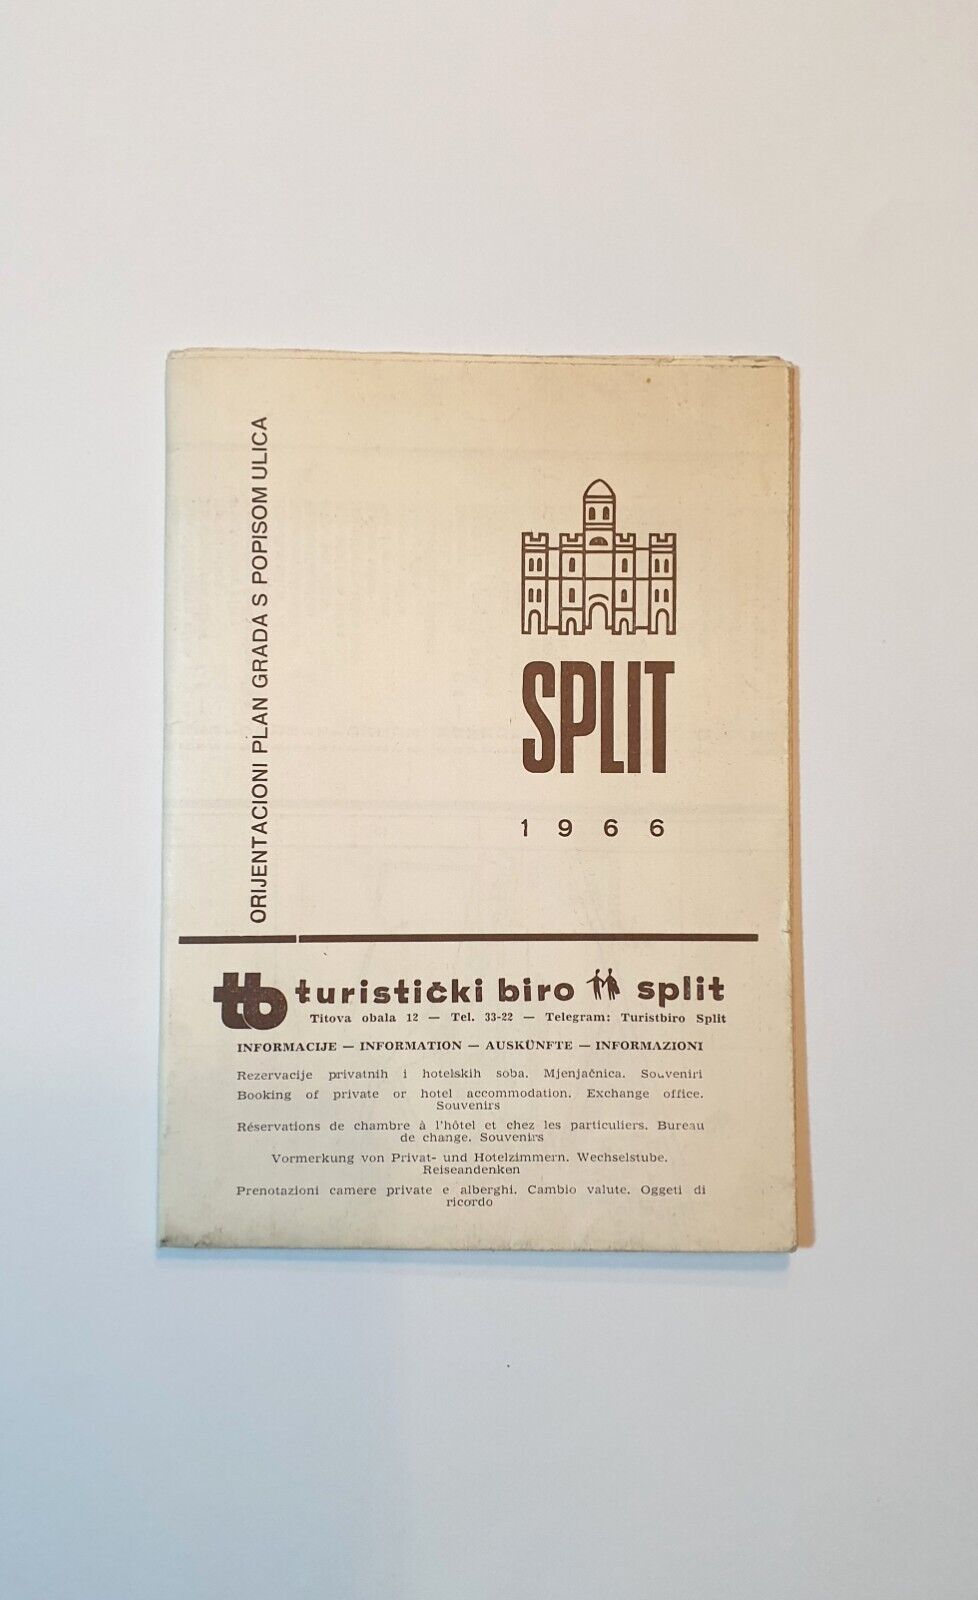 ORIJENTACIONI PLAN GRADA S POPISOM ULICA
SPLIT
1966
tb turistički biro split
Titova obala 12 — Tel. 33-22 — Telegram: Turistbiro Split
INFORMACIJE — INFORMATION — AUSKÜNFTE — INFORMAZIONI
Rezervacije privatnih i hotelskih soba. Mjenjačnica. Souveniri
Booking of private or hotel accommodation. Exchange office.
Souvenirs
Réservations de chambre à l'hôtel et chez les particuliers. Bureau
de change. Souvenirs
Vormerkung von Privat- und Hotelzimmern. Wechselstube.
Reiseandenken
Prenotazioni camere private e alberghi. Cambio valute. Oggeti di
ricordo